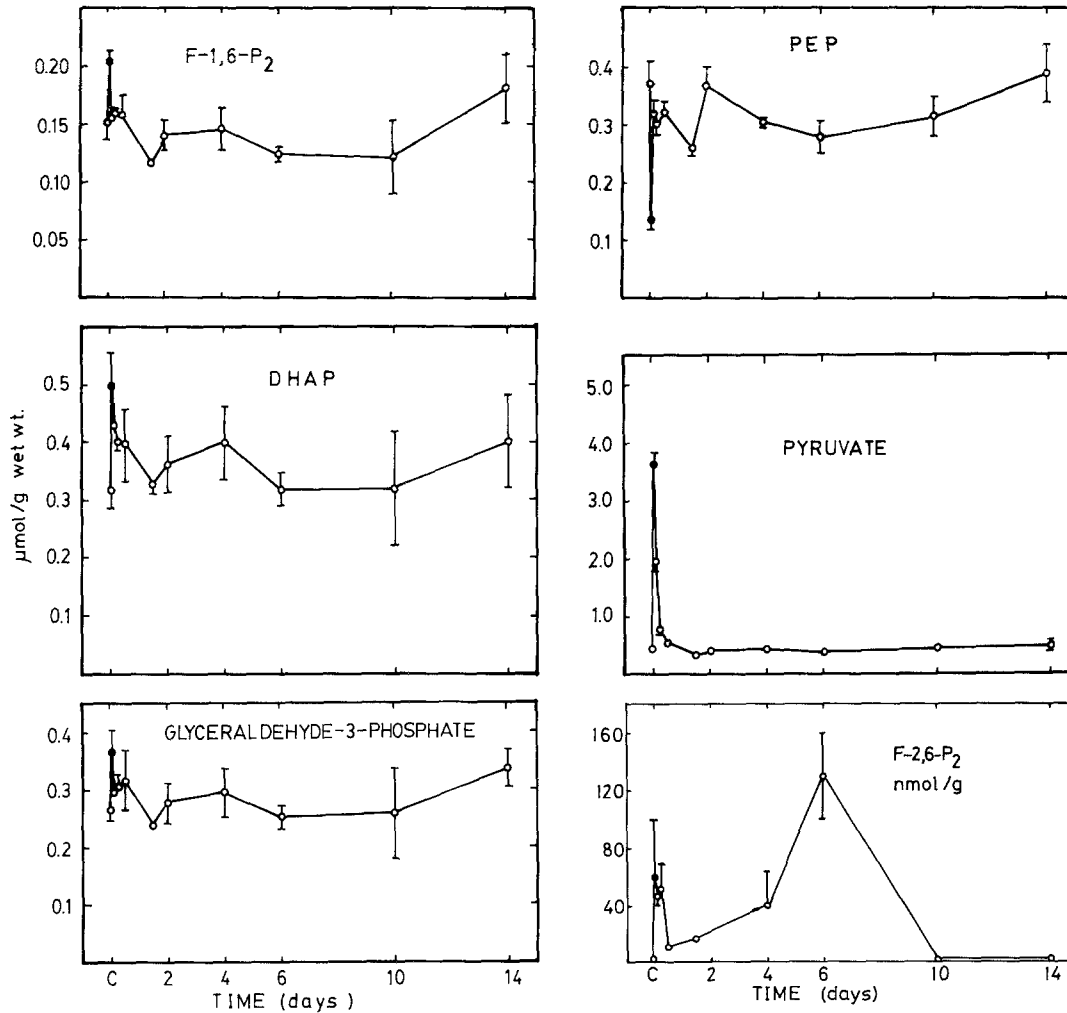 F-1,6-P2
0.20
0.15
0.10
0.05
PEP
0.4
0.3
0.2
0.1
DHAP
0.5
0.4
0.3
0.2
0.1
µmol/g wet wt.
PYRUVATE
5.0
4.0
3.0
2.0
1.0
GLYCERALDEHYDE-3-PHOSPHATE
0.4
0.3
0.2
0.1
C 2 4 6 10 14
TIME (days)
F-2,6-P2
nmol/g
160
120
80
40
C 2 4 6 10 14
TIME (days)